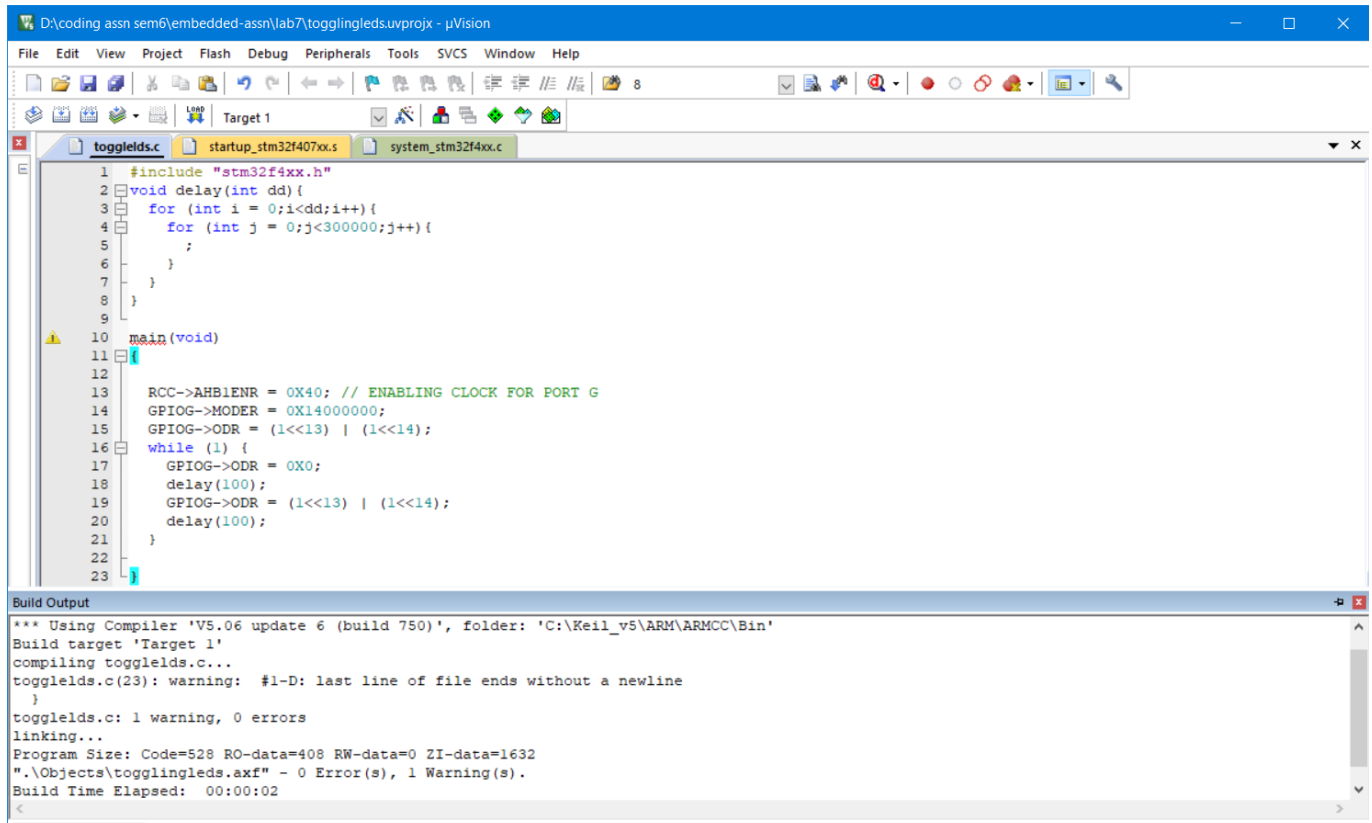 D:\coding assn sem6\embedded-assn\lab7\togglingleds.uvprojx - µVision
File Edit View Project Flash Debug Peripherals Tools SVCS Window Help
8
LOAD Target 1
togglelds.c startup_stm32f407xx.s system_stm32f4xx.c
1 #include "stm32f4xx.h"
2 void delay(int dd){
3 for (int i = 0;i<dd;i++){
4 for (int j = 0;j<300000;j++){
5 ;
6 }
7 }
8 }
9
10 main(void)
11 {
12
13 RCC->AHB1ENR = 0X40; // ENABLING CLOCK FOR PORT G
14 GPIOG->MODER = 0X14000000;
15 GPIOG->ODR = (1<<13) | (1<<14);
16 while (1) {
17 GPIOG->ODR = 0X0;
18 delay(100);
19 GPIOG->ODR = (1<<13) | (1<<14);
20 delay(100);
21 }
22
23 }
Build Output
*** Using Compiler 'V5.06 update 6 (build 750)', folder: 'C:\Keil_v5\ARM\ARMCC\Bin'
Build target 'Target 1'
compiling togglelds.c...
togglelds.c(23): warning: #1-D: last line of file ends without a newline
}
togglelds.c: 1 warning, 0 errors
linking...
Program Size: Code=528 RO-data=408 RW-data=0 ZI-data=1632
".\Objects\togglingleds.axf" - 0 Error(s), 1 Warning(s).
Build Time Elapsed: 00:00:02